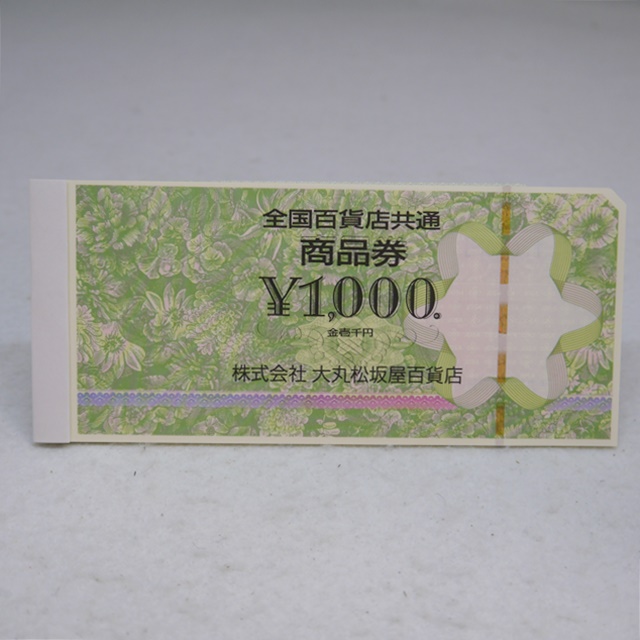 全国百貨店共通
商品券
¥1,000.
金壱千円
株式会社 大丸松坂屋百貨店